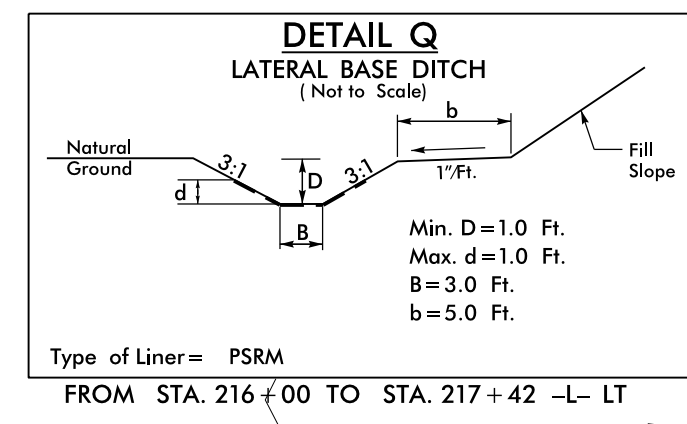 DETAIL Q
LATERAL BASE DITCH
( Not to Scale)
b
Natural
Ground
3:1
D
3:1
1"/Ft.
Fill
Slope
d
B
Min. D=1.0 Ft.
Max. d=1.0 Ft.
B=3.0 Ft.
b=5.0 Ft.
Type of Liner= PSRM
FROM STA. 216+00 TO STA. 217+42 -L- LT